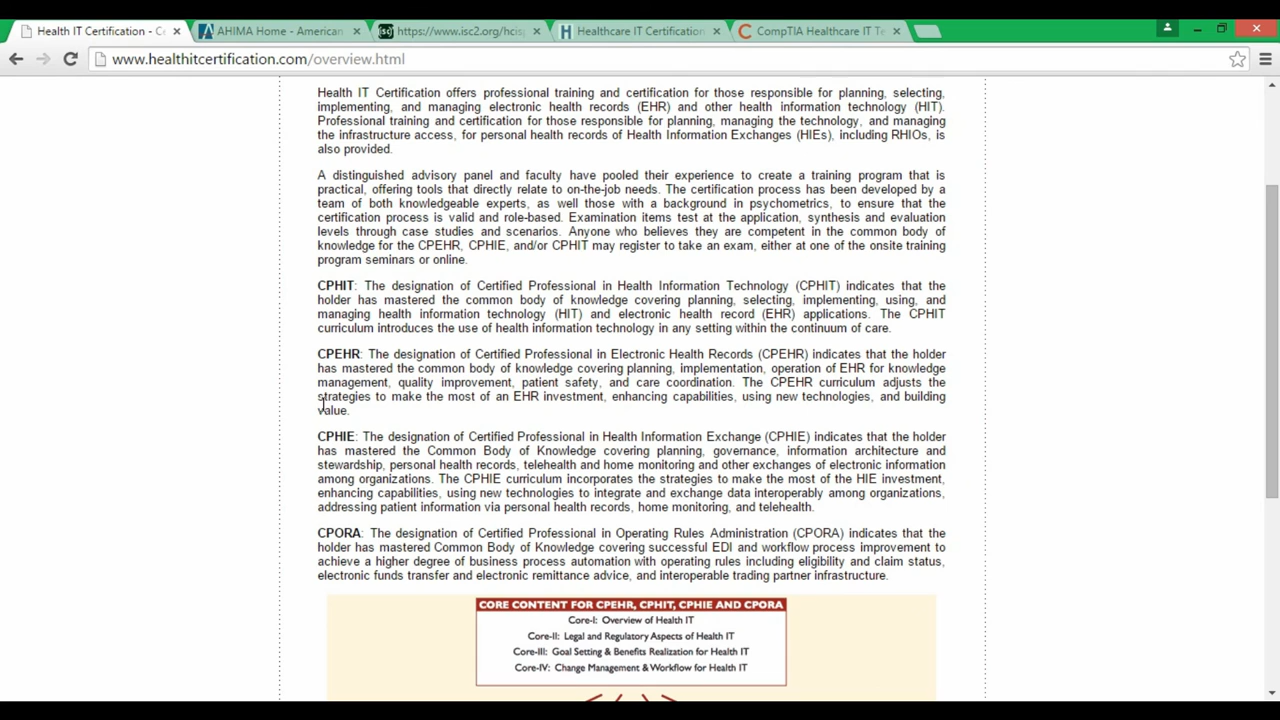 Health IT Certification - Ce
AHIMA Home - American
https://www.isc2.org/hcis
Healthcare IT Certification
CompTIA Healthcare IT Te
www.healthitcertification.com/overview.html
Health IT Certification offers professional training and certification for those responsible for planning, selecting,
implementing, and managing electronic health records (EHR) and other health information technology (HIT).
Professional training and certification for those responsible for planning, managing the technology, and managing
the infrastructure access, for personal health records of Health Information Exchanges (HIEs), including RHIOs, is
also provided.
A distinguished advisory panel and faculty have pooled their experience to create a training program that is
practical, offering tools that directly relate to on-the-job needs. The certification process has been developed by a
team of both knowledgeable experts, as well those with a background in psychometrics, to ensure that the
certification process is valid and role-based. Examination items test at the application, synthesis and evaluation
levels through case studies and scenarios. Anyone who believes they are competent in the common body of
knowledge for the CPEHR, CPHIE, and/or CPHIT may register to take an exam, either at one of the onsite training
program seminars or online.
CPHIT: The designation of Certified Professional in Health Information Technology (CPHIT) indicates that the
holder has mastered the common body of knowledge covering planning, selecting, implementing, using, and
managing health information technology (HIT) and electronic health record (EHR) applications. The CPHIT
curriculum introduces the use of health information technology in any setting within the continuum of care.
CPEHR: The designation of Certified Professional in Electronic Health Records (CPEHR) indicates that the holder
has mastered the common body of knowledge covering planning, implementation, operation of EHR for knowledge
management, quality improvement, patient safety, and care coordination. The CPEHR curriculum adjusts the
strategies to make the most of an EHR investment, enhancing capabilities, using new technologies, and building
value.
CPHIE: The designation of Certified Professional in Health Information Exchange (CPHIE) indicates that the holder
has mastered the Common Body of Knowledge covering planning, governance, information architecture and
stewardship, personal health records, telehealth and home monitoring and other exchanges of electronic information
among organizations. The CPHIE curriculum incorporates the strategies to make the most of the HIE investment,
enhancing capabilities, using new technologies to integrate and exchange data interoperably among organizations,
addressing patient information via personal health records, home monitoring, and telehealth.
CPORA: The designation of Certified Professional in Operating Rules Administration (CPORA) indicates that the
holder has mastered Common Body of Knowledge covering successful EDI and workflow process improvement to
achieve a higher degree of business process automation with operating rules including eligibility and claim status,
electronic funds transfer and electronic remittance advice, and interoperable trading partner infrastructure.
CORE CONTENT FOR CPEHR, CPHIT, CPHIE AND CPORA
Core-I: Overview of Health IT
Core-II: Legal and Regulatory Aspects of Health IT
Core-III: Goal Setting & Benefits Realization for Health IT
Core-IV: Change Management & Workflow for Health IT